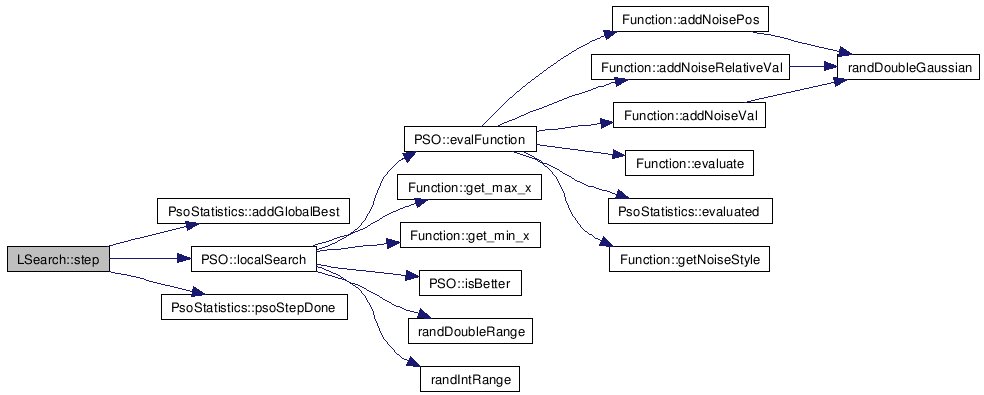 LSearch::step
PsoStatistics::addGlobalBest
PSO::localSearch
PsoStatistics::psoStepDone
PSO::evalFunction
Function::get_max_x
Function::get_min_x
PSO::isBetter
randDoubleRange
randIntRange
Function::addNoisePos
Function::addNoiseRelativeVal
Function::addNoiseVal
Function::evaluate
PsoStatistics::evaluated
Function::getNoiseStyle
randDoubleGaussian